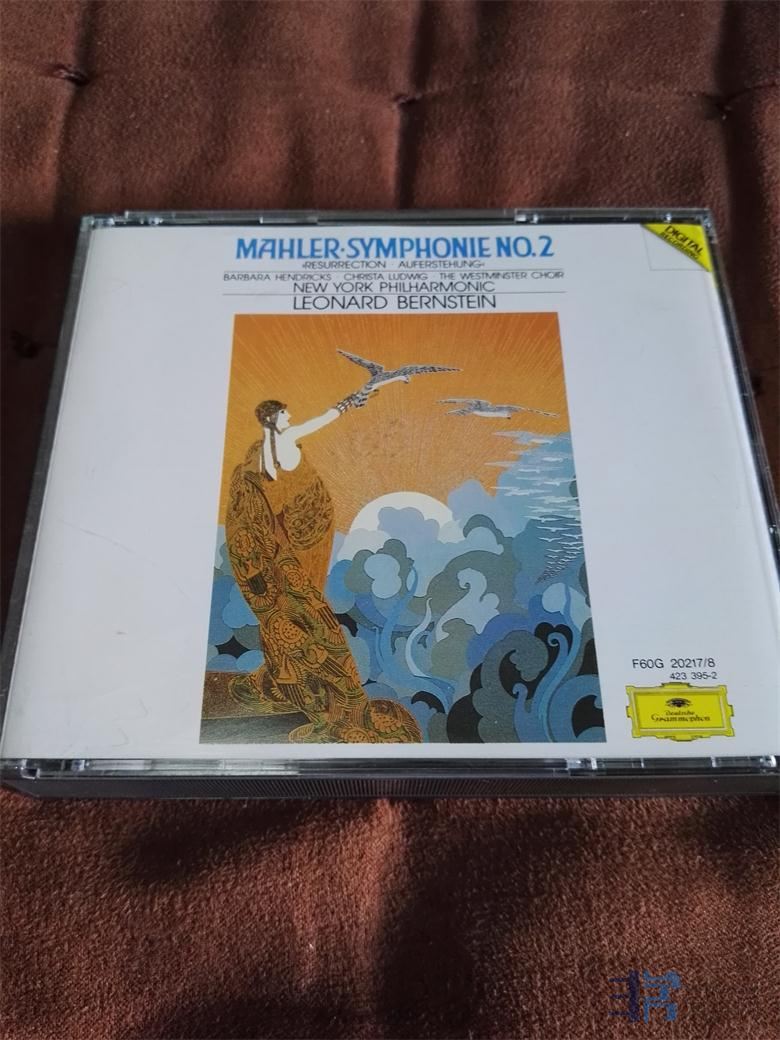 MAHLER·SYMPHONIE NO.2
›RESURRECTION · AUFERSTEHUNG‹
BARBARA HENDRICKS · CHRISTA LUDWIG · THE WESTMINSTER CHOIR
NEW YORK PHILHARMONIC
LEONARD BERNSTEIN
DIGITAL
RECORDING
F60G 20217/8
423 395-2
Deutsche
Grammophon